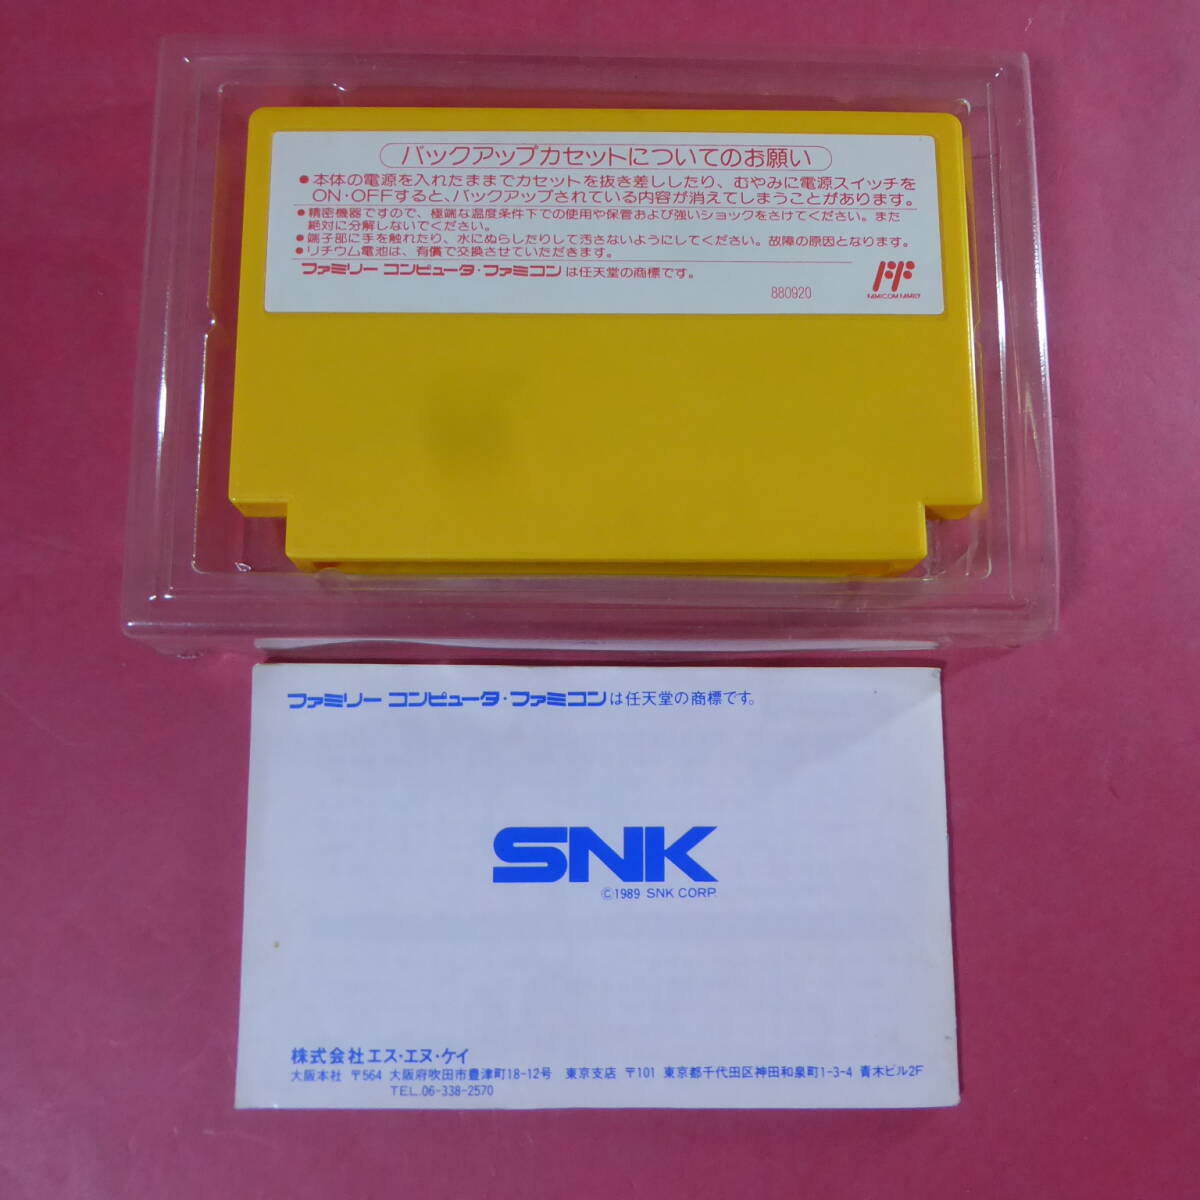 バックアップカセットについてのお願い
●本体の電源を入れたままでカセットを抜き差ししたり、むやみに電源スイッチを
ON・OFFすると、バックアップされている内容が消えてしまうことがあります。
●精密機器ですので、極端な温度条件下での使用や保管および強いショックをさけてください。また
絶対に分解しないでください。
●端子部に手を触れたり、水にぬらしたりして汚さないようにしてください。故障の原因となります。
●リチウム電池は、有償で交換させていただきます。
ファミリー コンピュータ・ファミコンは任天堂の商標です。
FAMICOM FAMILY
880920
ファミリー コンピュータ・ファミコンは任天堂の商標です。
SNK
©1989 SNK CORP.
株式会社エス・エヌ・ケイ
大阪本社 〒564 大阪府吹田市豊津町18-12号 東京支店 〒101 東京都千代田区神田和泉町1-3-4 青木ビル2F
TEL.06-338-2570